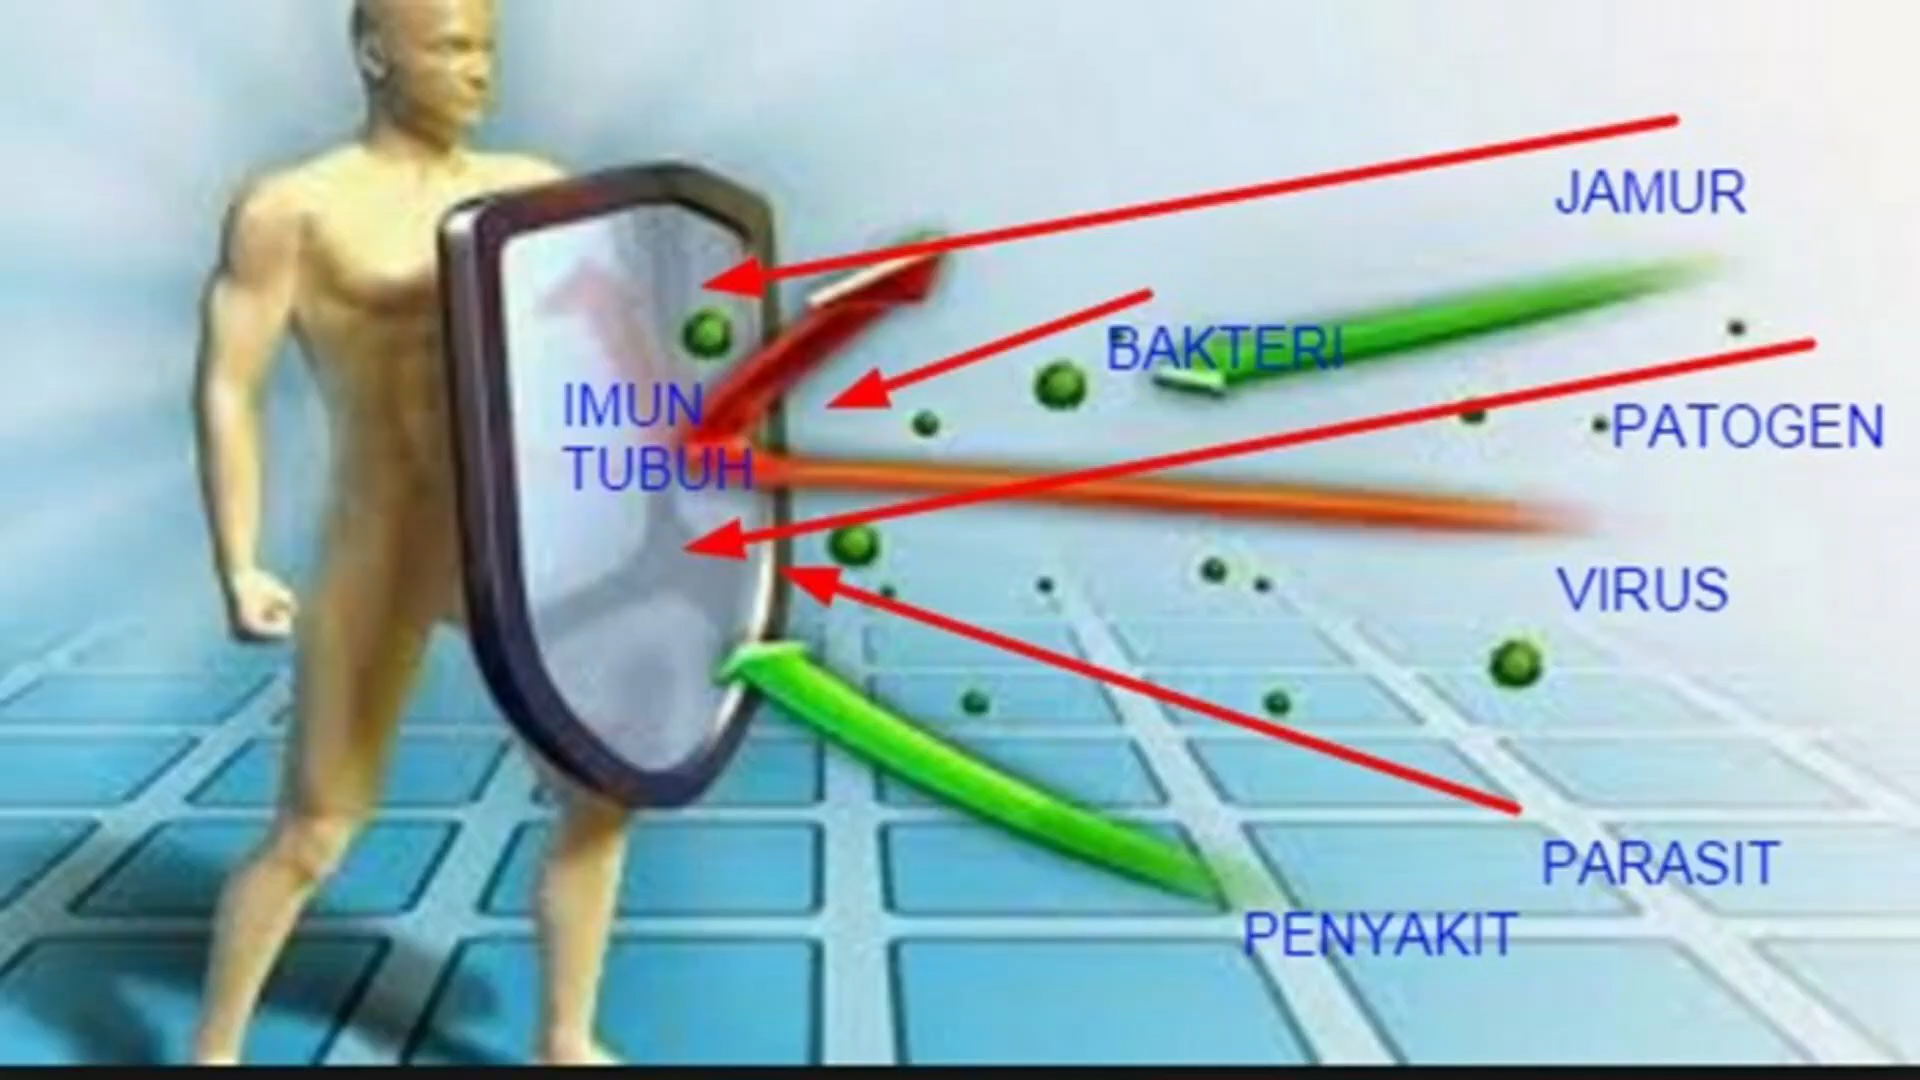 JAMUR
BAKTERI
IMUN
TUBUH
PATOGEN
VIRUS
PARASIT
PENYAKIT